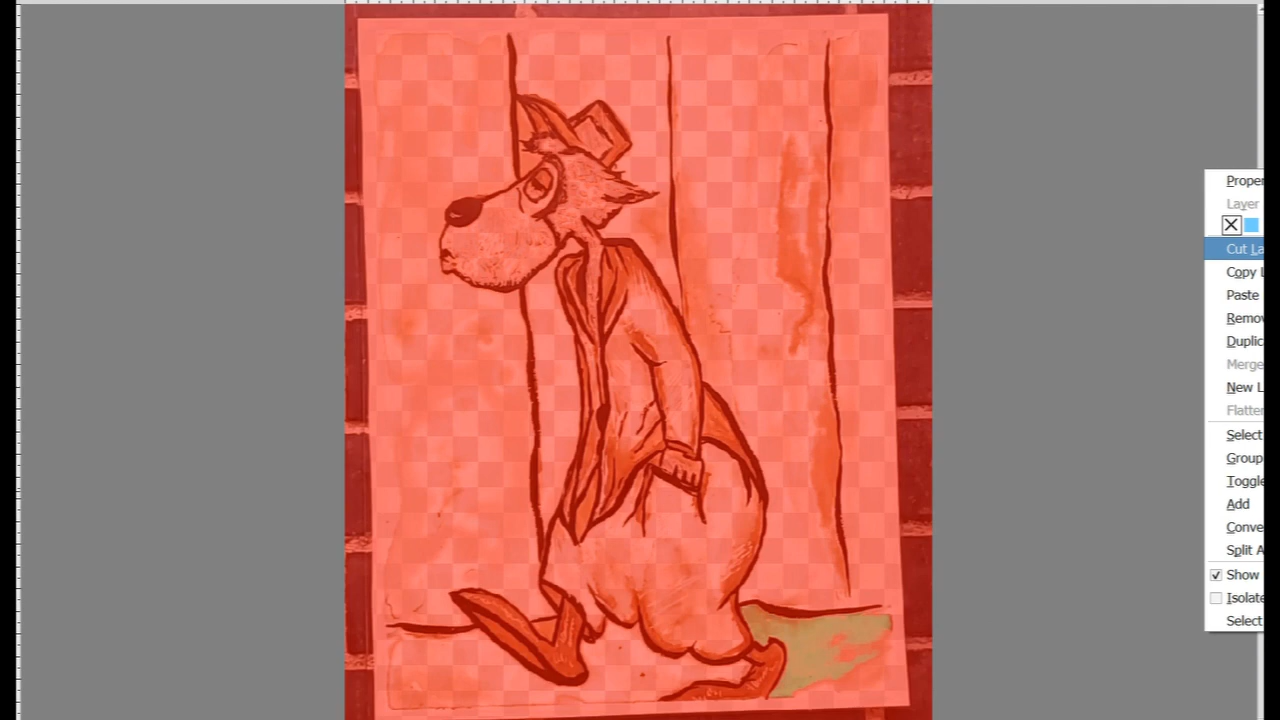 Proper
Layer
Cut La
Copy L
Paste
Remov
Duplic
Merge
New L
Flatte
Select
Group
Toggle
Add
Conve
Split A
Show
Isolate
Select